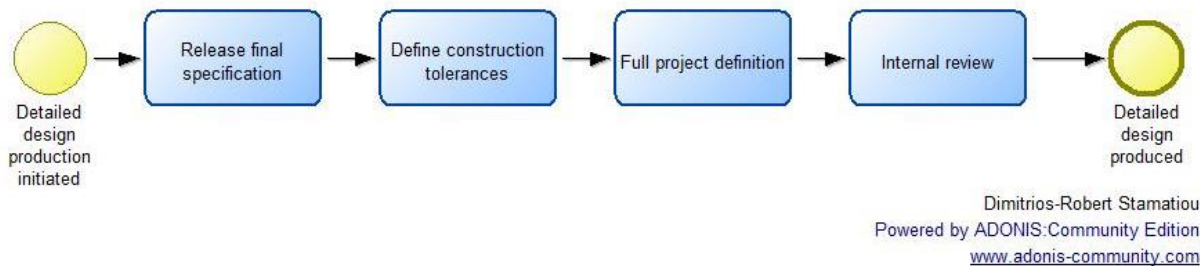 Release final
specification
Define construction
tolerances
Full project definition
Internal review
Detailed
design
production
initiated
Detailed
design
produced
Dimitrios-Robert Stamatiou
Powered by ADONIS:Community Edition
www.adonis-community.com